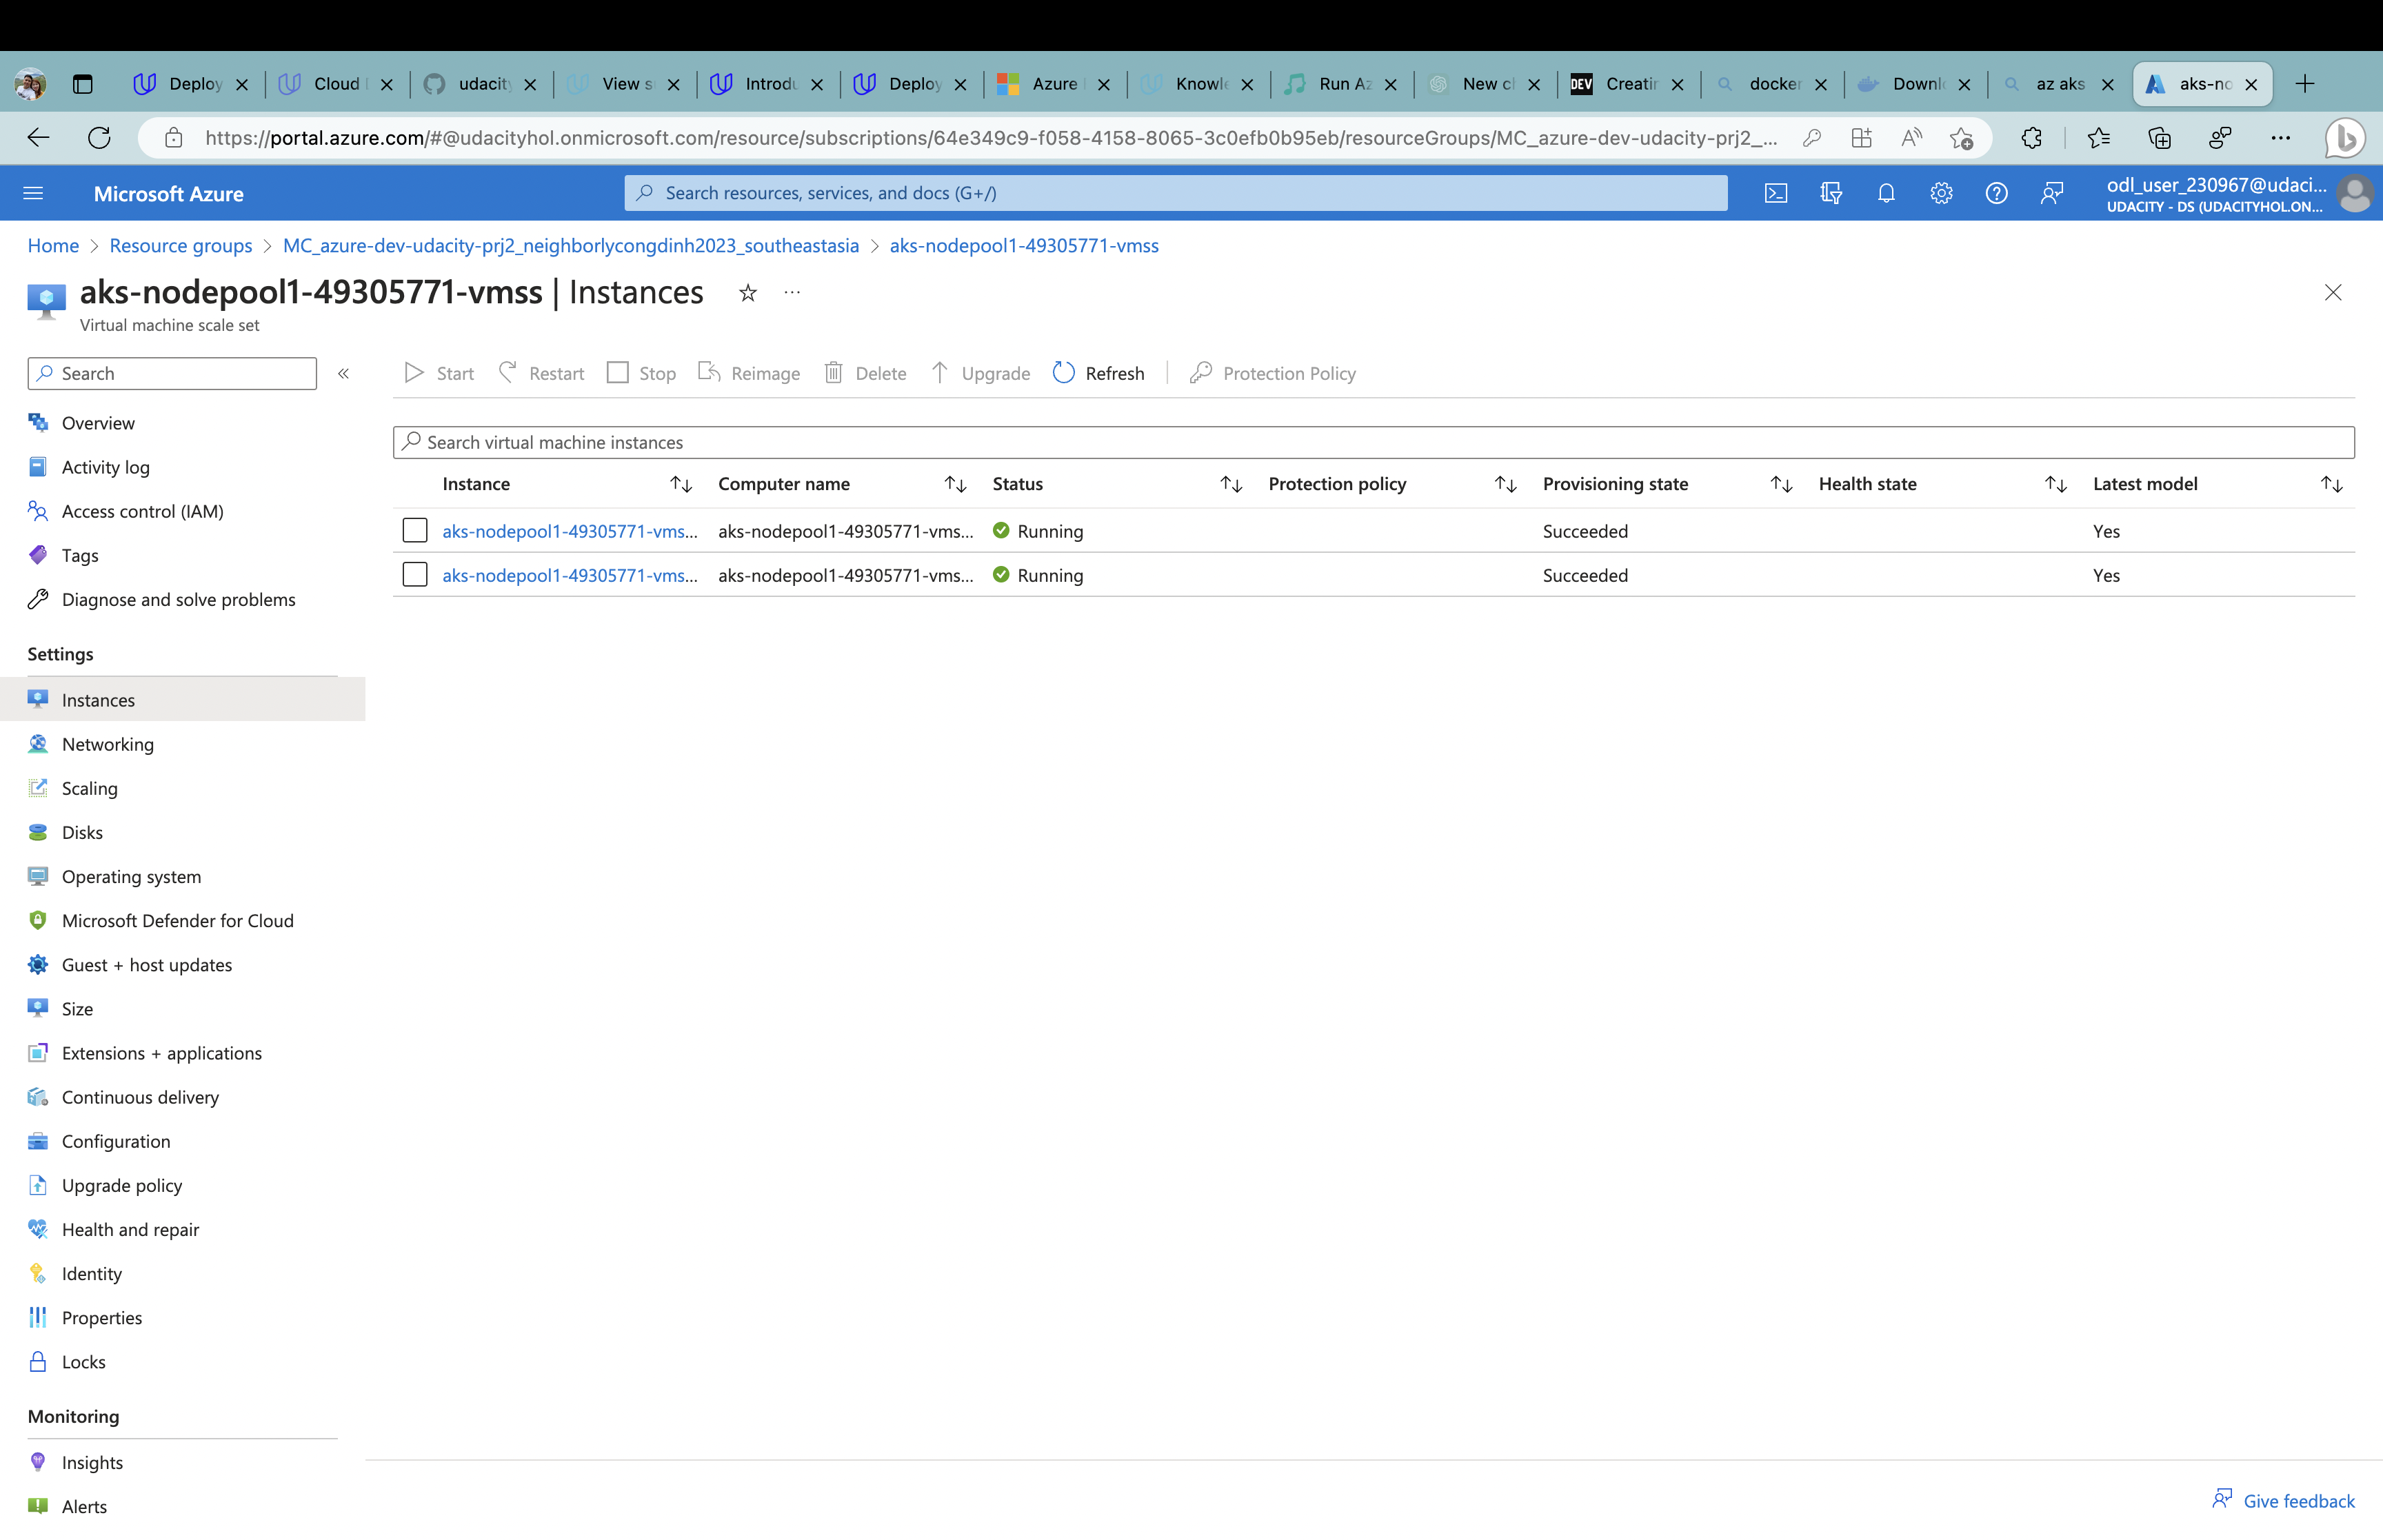 Deploy Cloud udacity View s Introdu Deploy Azure Knowle Run Az New ch DEV Creatin docker Downlo az aks aks-no
https://portal.azure.com/#@udacityhol.onmicrosoft.com/resource/subscriptions/64e349c9-f058-4158-8065-3c0efb0b95eb/resourceGroups/MC_azure-dev-udacity-prj2_...
Microsoft Azure
Search resources, services, and docs (G+/)
odl_user_230967@udaci...
UDACITY - DS (UDACITYHOL.ON...
Home > Resource groups > MC_azure-dev-udacity-prj2_neighborlycongdinh2023_southeastasia > aks-nodepool1-49305771-vmss
aks-nodepool1-49305771-vmss | Instances
Virtual machine scale set
Search
Start Restart Stop Reimage Delete Upgrade Refresh Protection Policy
Search virtual machine instances
Instance Computer name Status Protection policy Provisioning state Health state Latest model
aks-nodepool1-49305771-vms... aks-nodepool1-49305771-vms... Running Succeeded Yes
aks-nodepool1-49305771-vms... aks-nodepool1-49305771-vms... Running Succeeded Yes
Overview
Activity log
Access control (IAM)
Tags
Diagnose and solve problems
Settings
Instances
Networking
Scaling
Disks
Operating system
Microsoft Defender for Cloud
Guest + host updates
Size
Extensions + applications
Continuous delivery
Configuration
Upgrade policy
Health and repair
Identity
Properties
Locks
Monitoring
Insights
Alerts
Give feedback